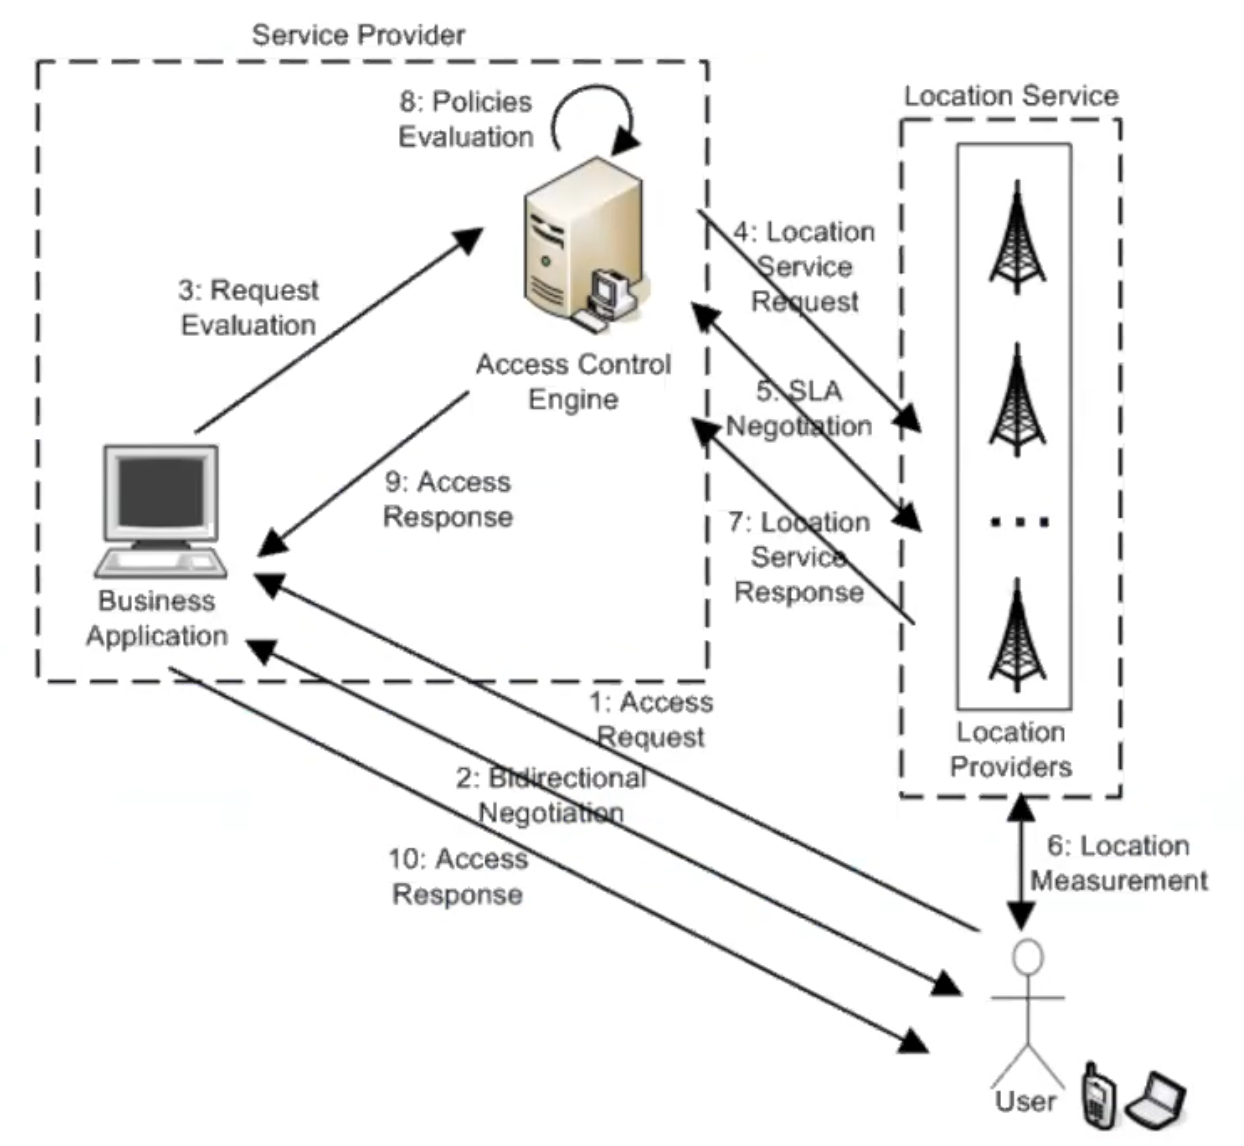 Service Provider
8: Policies
Evaluation
Location Service
4: Location
Service
Request
3: Request
Evaluation
Access Control
Engine
5: SLA
Negotiation
9: Access
Response
7: Location
Service
Response
Business
Application
1: Access
Request
Location
Providers
2: Bidirectional
Negotiation
6: Location
Measurement
10: Access
Response
User